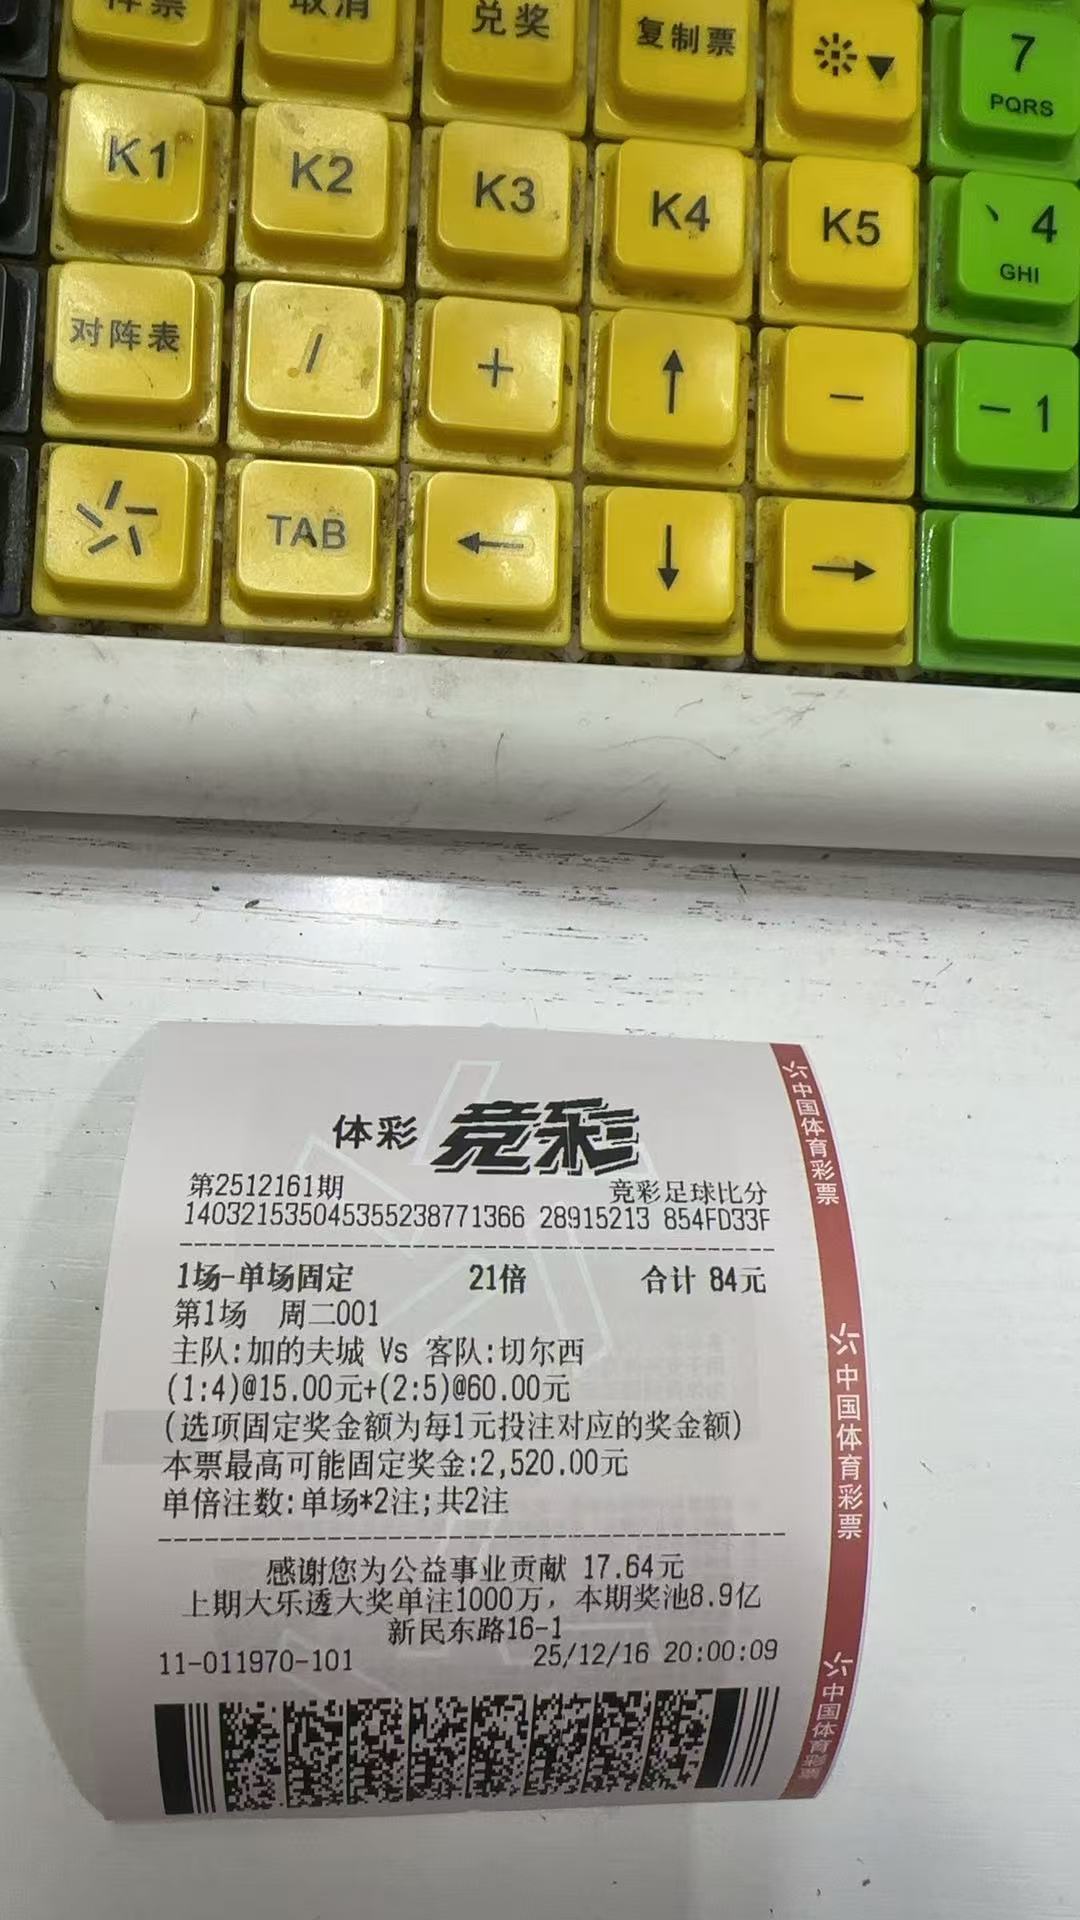 取消
兑奖
复制票
7
PQRS
K1
K2
K3
K4
K5
、 4
GHI
对阵表
/
+
↑
—
— 1
TAB
←
↓
→
体彩 竞彩
第2512161期 竞彩足球比分
140321535045355238771366 28915213 854FD33F
1场-单场固定 21倍 合计 84元
第1场 周二001
主队:加的夫城 Vs 客队:切尔西
(1:4)@15.00元+(2:5)@60.00元
(选项固定奖金额为每1元投注对应的奖金额)
本票最高可能固定奖金:2,520.00元
单倍注数:单场*2注;共2注
感谢您为公益事业贡献 17.64元
上期大乐透大奖单注1000万，本期奖池8.9亿
新民东路16-1
11-011970-101 25/12/16 20:00:09
中国体育彩票
中国体育彩票
中国体育彩票